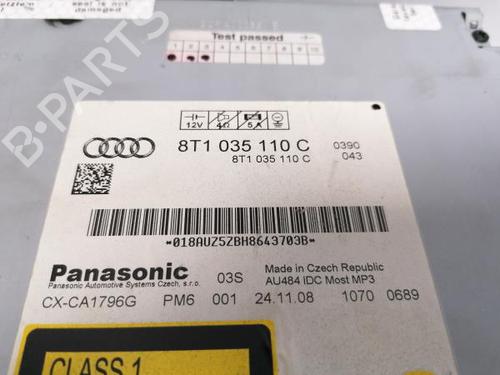 Test passed
1 2 3 4 5 6 7 8 9 10
B-PARTS
12V 4Ω 5A
8T1 035 110 C 0390
8T1 035 110 C 043
*018AUZ5ZBH8643703B*
Panasonic 03S Made in Czech Republic
Panasonic Automotive Systems Czech, s.r.o. AU484 IDC Most MP3
CX-CA1796G PM6 001 24.11.08 1070 0689
CLASS 1